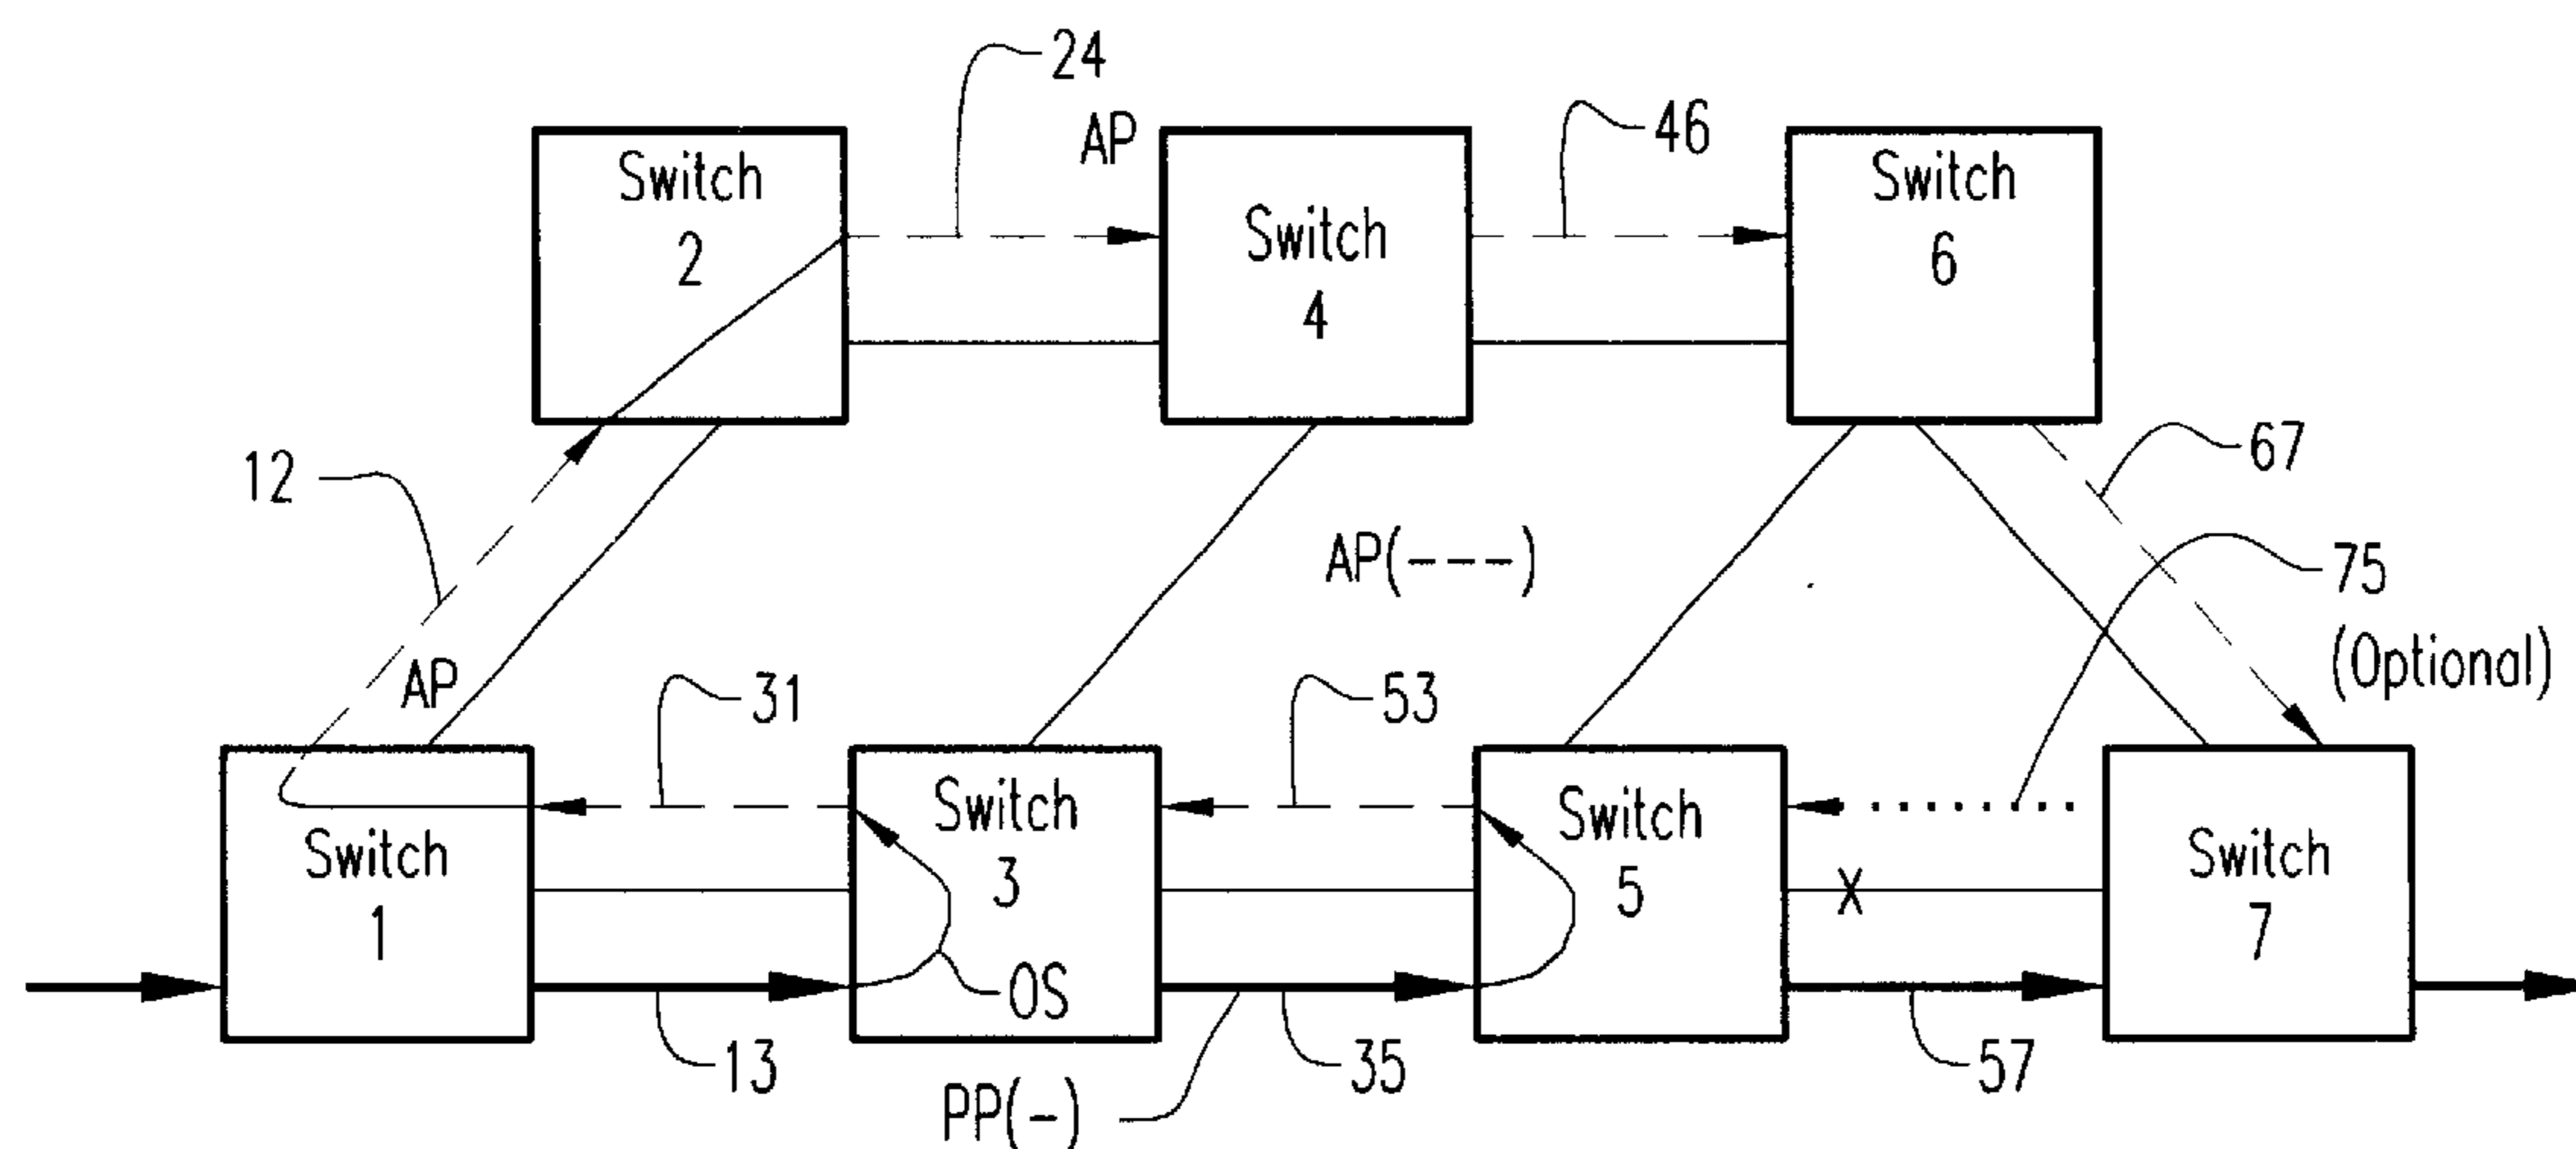 24
AP
46
Switch
2
Switch
4
Switch
6
12
67
AP(---)
75
(Optional)
AP
31
53
Switch
1
Switch
3
Switch
5
X
Switch
7
OS
13
35
57
PP(-)